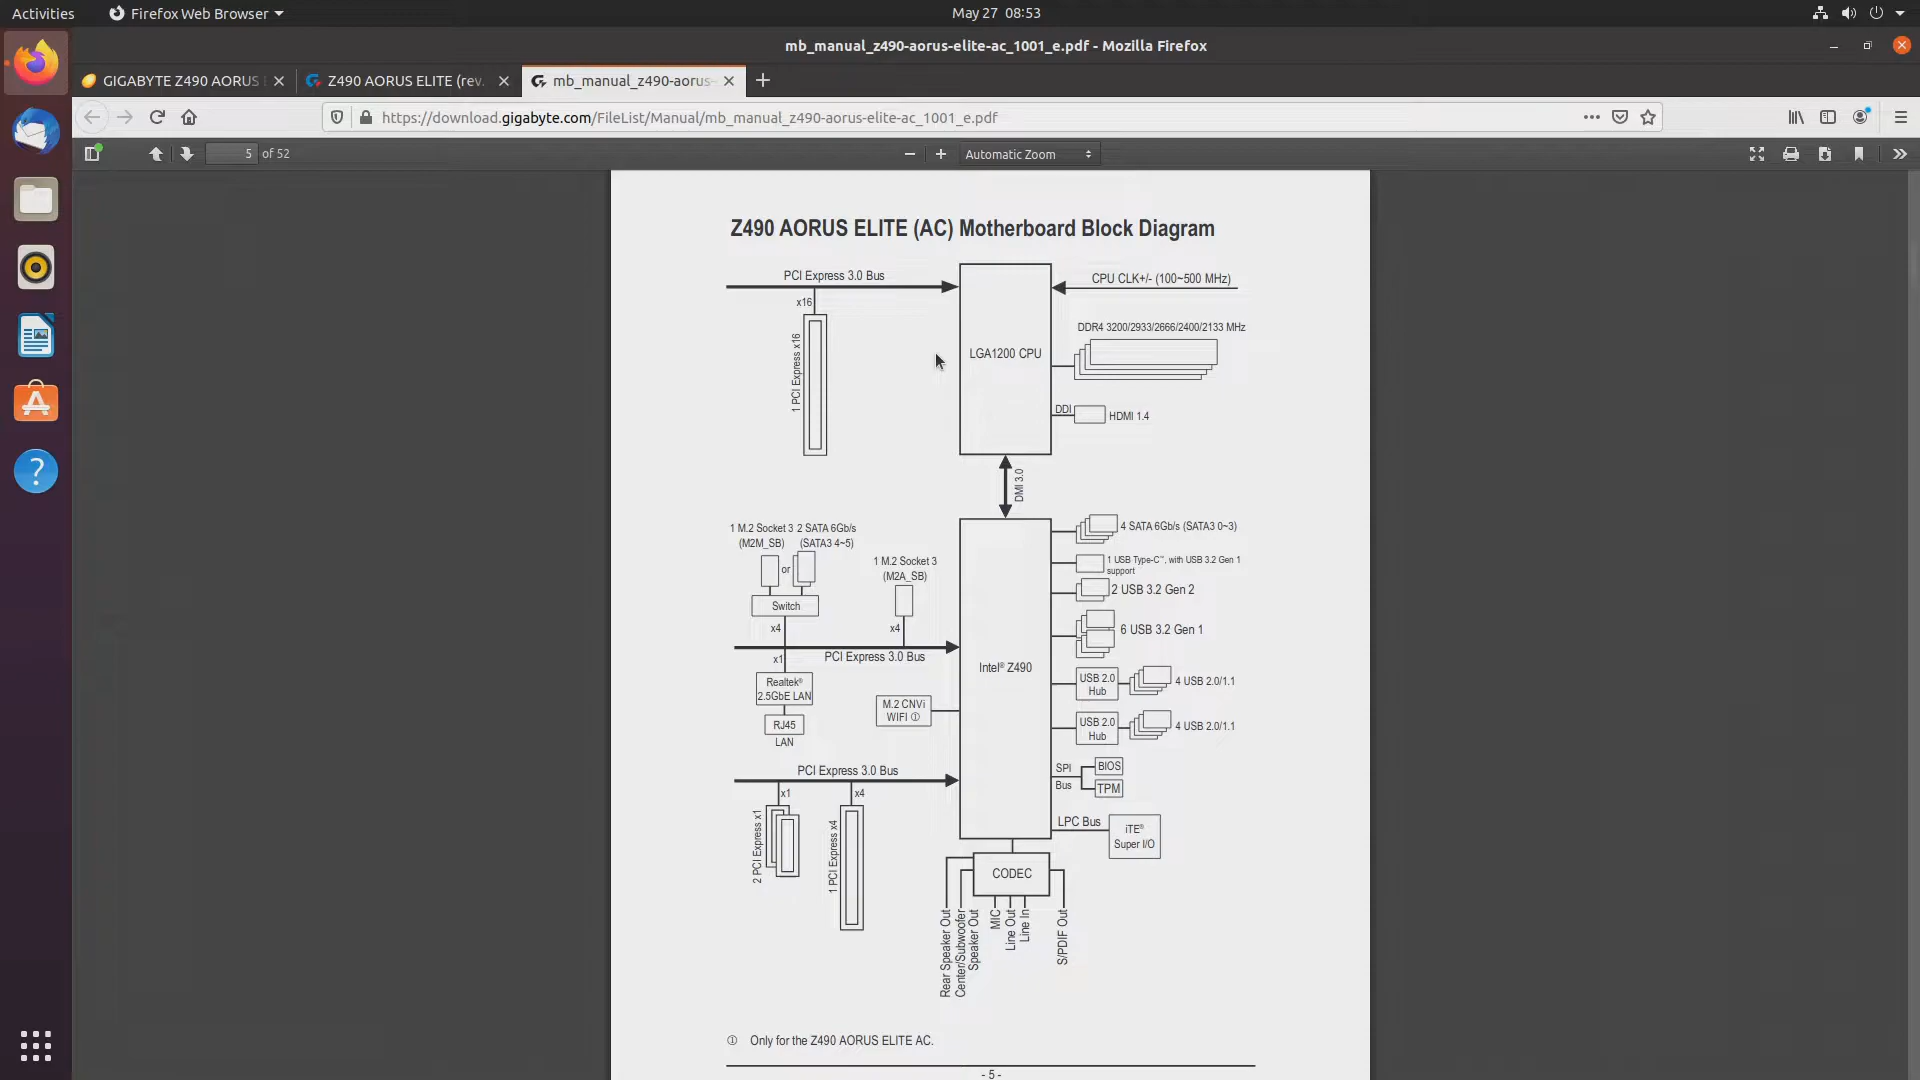 Activities
Firefox Web Browser
May 27 08:53
mb_manual_z490-aorus-elite-ac_1001_e.pdf - Mozilla Firefox
GIGABYTE Z490 AORUS E
Z490 AORUS ELITE (rev.
mb_manual_z490-aorus-
https://download.gigabyte.com/FileList/Manual/mb_manual_z490-aorus-elite-ac_1001_e.pdf
5 of 52
Automatic Zoom
Z490 AORUS ELITE (AC) Motherboard Block Diagram
PCI Express 3.0 Bus
x16
1 PCI Express x16
LGA1200 CPU
CPU CLK+/- (100~500 MHz)
DDR4 3200/2933/2666/2400/2133 MHz
DDI
HDMI 1.4
DMI 3.0
1 M.2 Socket 3
(M2M_SB)
or
2 SATA 6Gb/s
(SATA3 4~5)
Switch
x4
1 M.2 Socket 3
(M2A_SB)
x4
PCI Express 3.0 Bus
x1
Realtek®
2.5GbE LAN
RJ45
LAN
M.2 CNVi
WIFI ①
Intel® Z490
4 SATA 6Gb/s (SATA3 0~3)
1 USB Type-C™, with USB 3.2 Gen 1
support
2 USB 3.2 Gen 2
6 USB 3.2 Gen 1
USB 2.0
Hub
4 USB 2.0/1.1
USB 2.0
Hub
4 USB 2.0/1.1
SPI
Bus
BIOS
TPM
LPC Bus
iTE®
Super I/O
PCI Express 3.0 Bus
x1
x4
2 PCI Express x1
1 PCI Express x4
CODEC
Rear Speaker Out
Center/Subwoofer
Speaker Out
MIC
Line Out
Line In
S/PDIF Out
① Only for the Z490 AORUS ELITE AC.
- 5 -